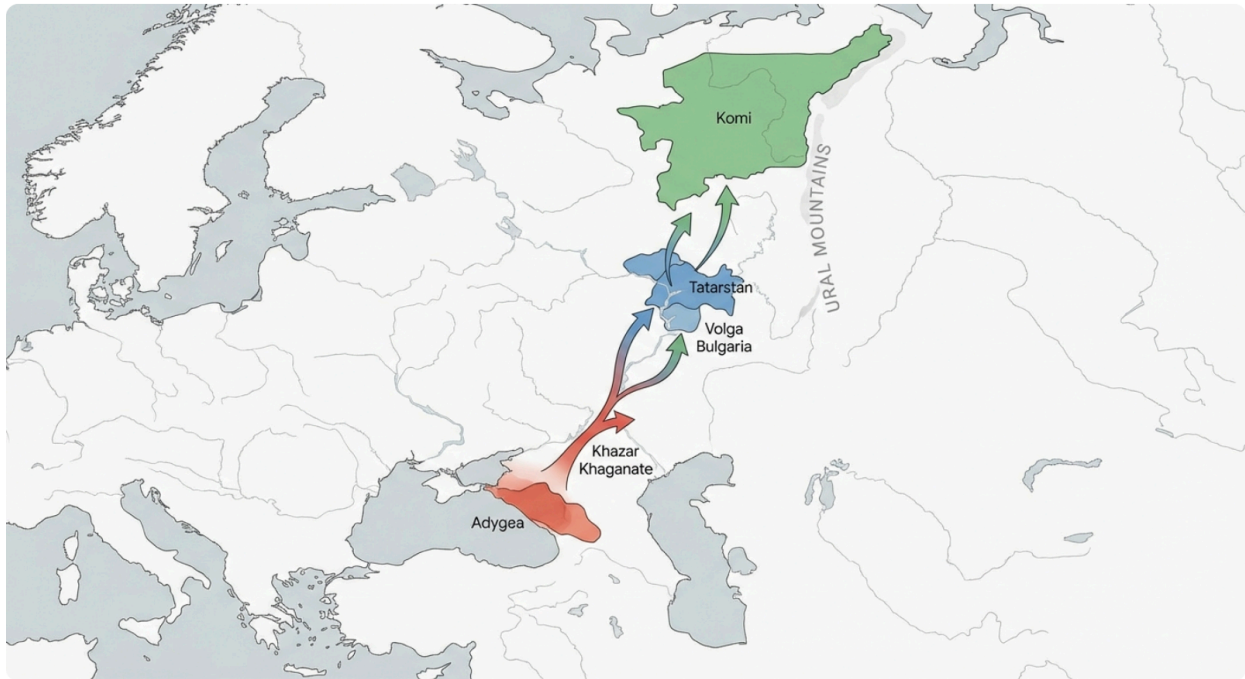 Komi
URAL MOUNTAINS
Tatarstan
Volga
Bulgaria
Khazar
Khaganate
Adygea